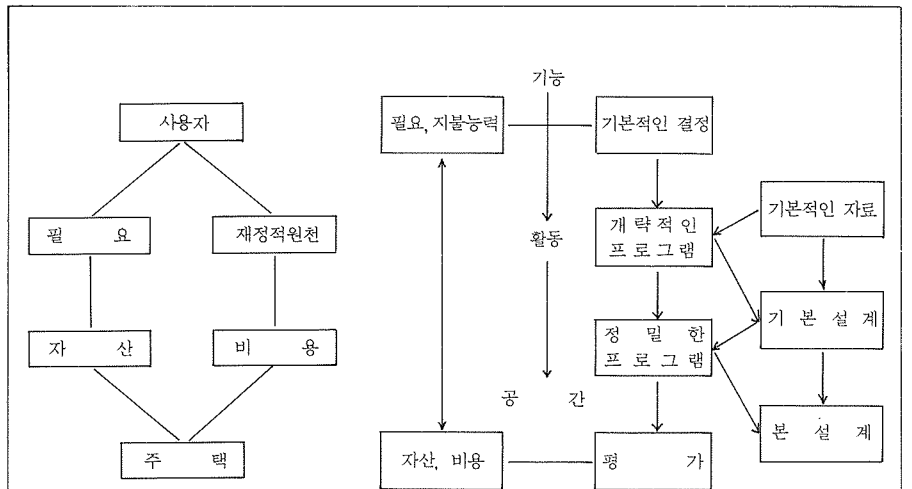 사용자
필 요
재정적원천
자 산
비 용
주 택
기능
활동
공 간
필요, 지불능력
자산, 비용
기본적인 결정
개략적인
프로그램
정 밀 한
프로그램
평 가
기본적인 자료
기 본 설 계
본 설 계